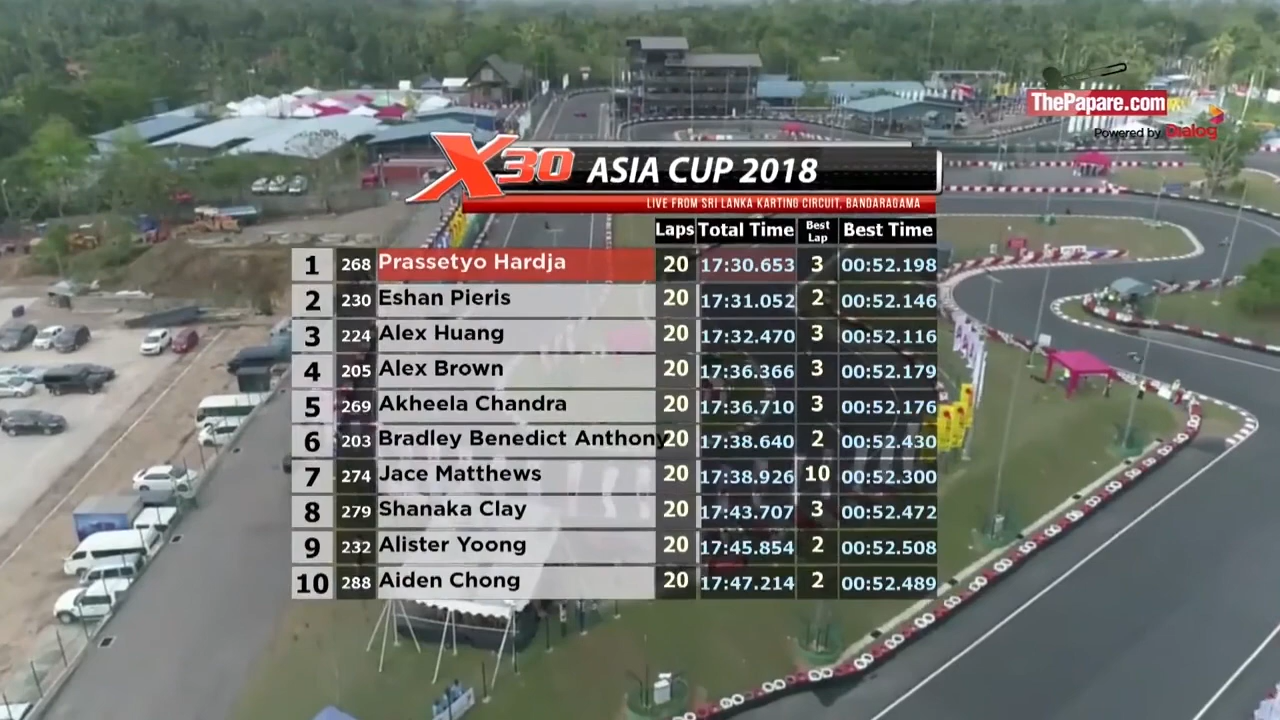 ThePapare.com
Powered by Dialog
X30 ASIA CUP 2018
LIVE FROM SRI LANKA KARTING CIRCUIT, BANDARAGAMA
Laps Total Time Best Lap Best Time
1 268 Prassetyo Hardja 20 17:30.653 3 00:52.198
2 230 Eshan Pieris 20 17:31.052 2 00:52.146
3 224 Alex Huang 20 17:32.470 3 00:52.116
4 205 Alex Brown 20 17:36.366 3 00:52.179
5 269 Akheela Chandra 20 17:36.710 3 00:52.176
6 203 Bradley Benedict Anthony 20 17:38.640 2 00:52.430
7 274 Jace Matthews 20 17:38.926 10 00:52.300
8 279 Shanaka Clay 20 17:43.707 3 00:52.472
9 232 Alister Yoong 20 17:45.854 2 00:52.508
10 288 Aiden Chong 20 17:47.214 2 00:52.489